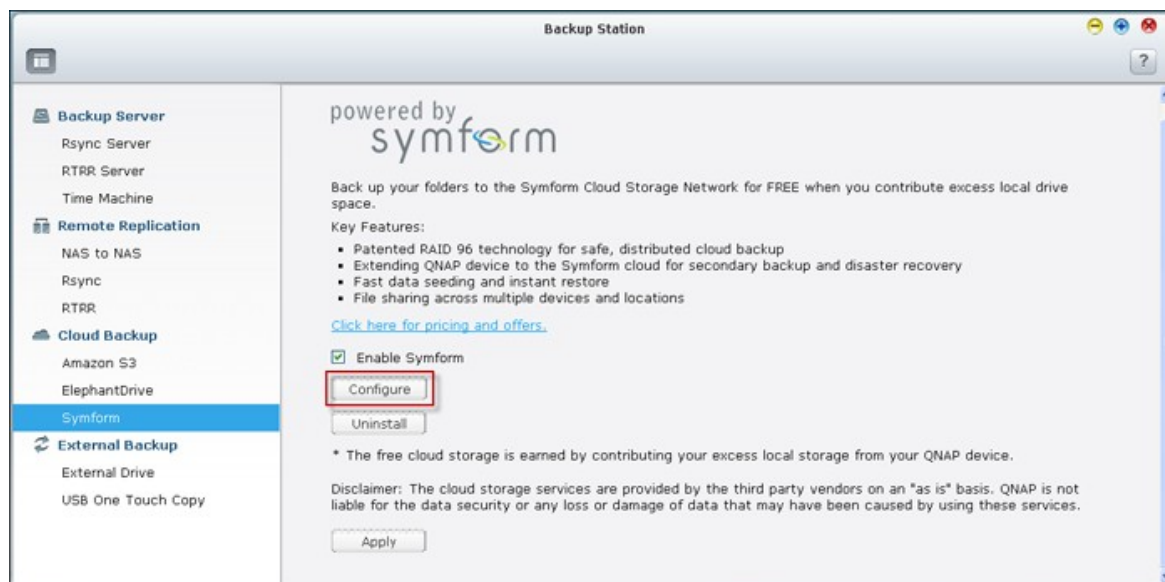 Backup Station
?
Backup Server
Rsync Server
RTRR Server
Time Machine
Remote Replication
NAS to NAS
Rsync
RTRR
Cloud Backup
Amazon S3
ElephantDrive
Symform
External Backup
External Drive
USB One Touch Copy
powered by
symform
Back up your folders to the Symform Cloud Storage Network for FREE when you contribute excess local drive
space.
Key Features:
Patented RAID 96 technology for safe, distributed cloud backup
Extending QNAP device to the Symform cloud for secondary backup and disaster recovery
Fast data seeding and instant restore
File sharing across multiple devices and locations
Click here for pricing and offers.
Enable Symform
Configure
Uninstall
* The free cloud storage is earned by contributing your excess local storage from your QNAP device.
Disclaimer: The cloud storage services are provided by the third party vendors on an "as is" basis. QNAP is not
liable for the data security or any loss or damage of data that may have been caused by using these services.
Apply